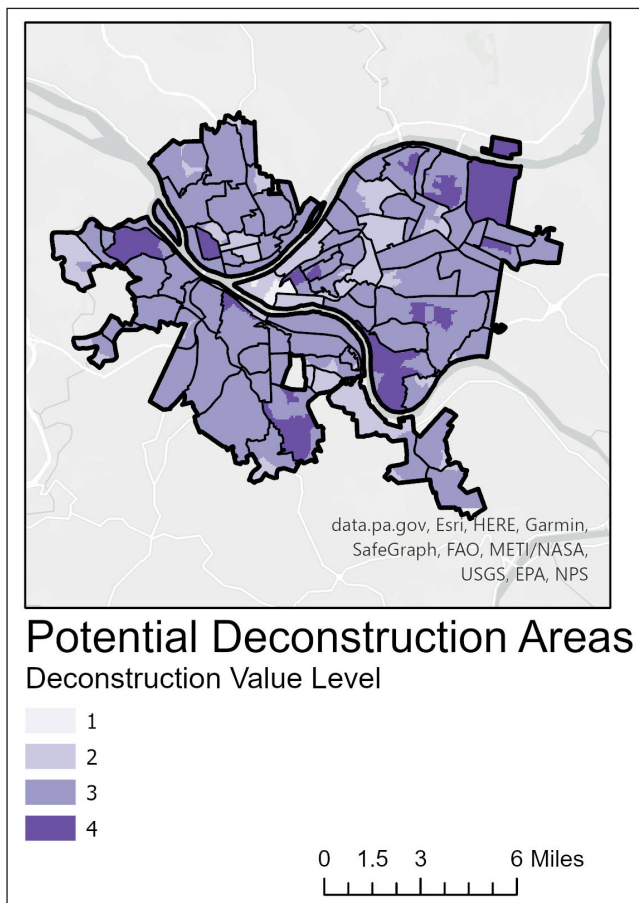 data.pa.gov, Esri, HERE, Garmin,
SafeGraph, FAO, METI/NASA,
USGS, EPA, NPS
Potential Deconstruction Areas
Deconstruction Value Level
1
2
3
4
0 1.5 3 6 Miles